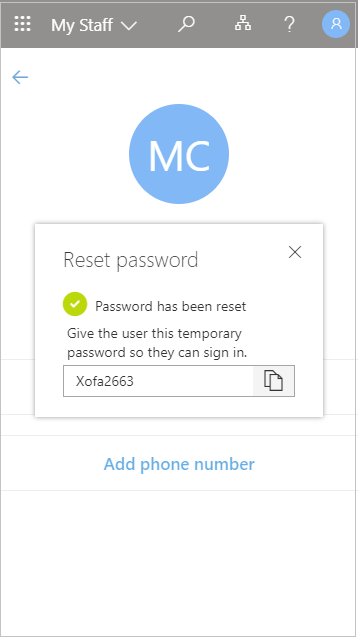 My Staff
MC
Reset password
Password has been reset
Give the user this temporary
password so they can sign in.
Xofa2663
Add phone number